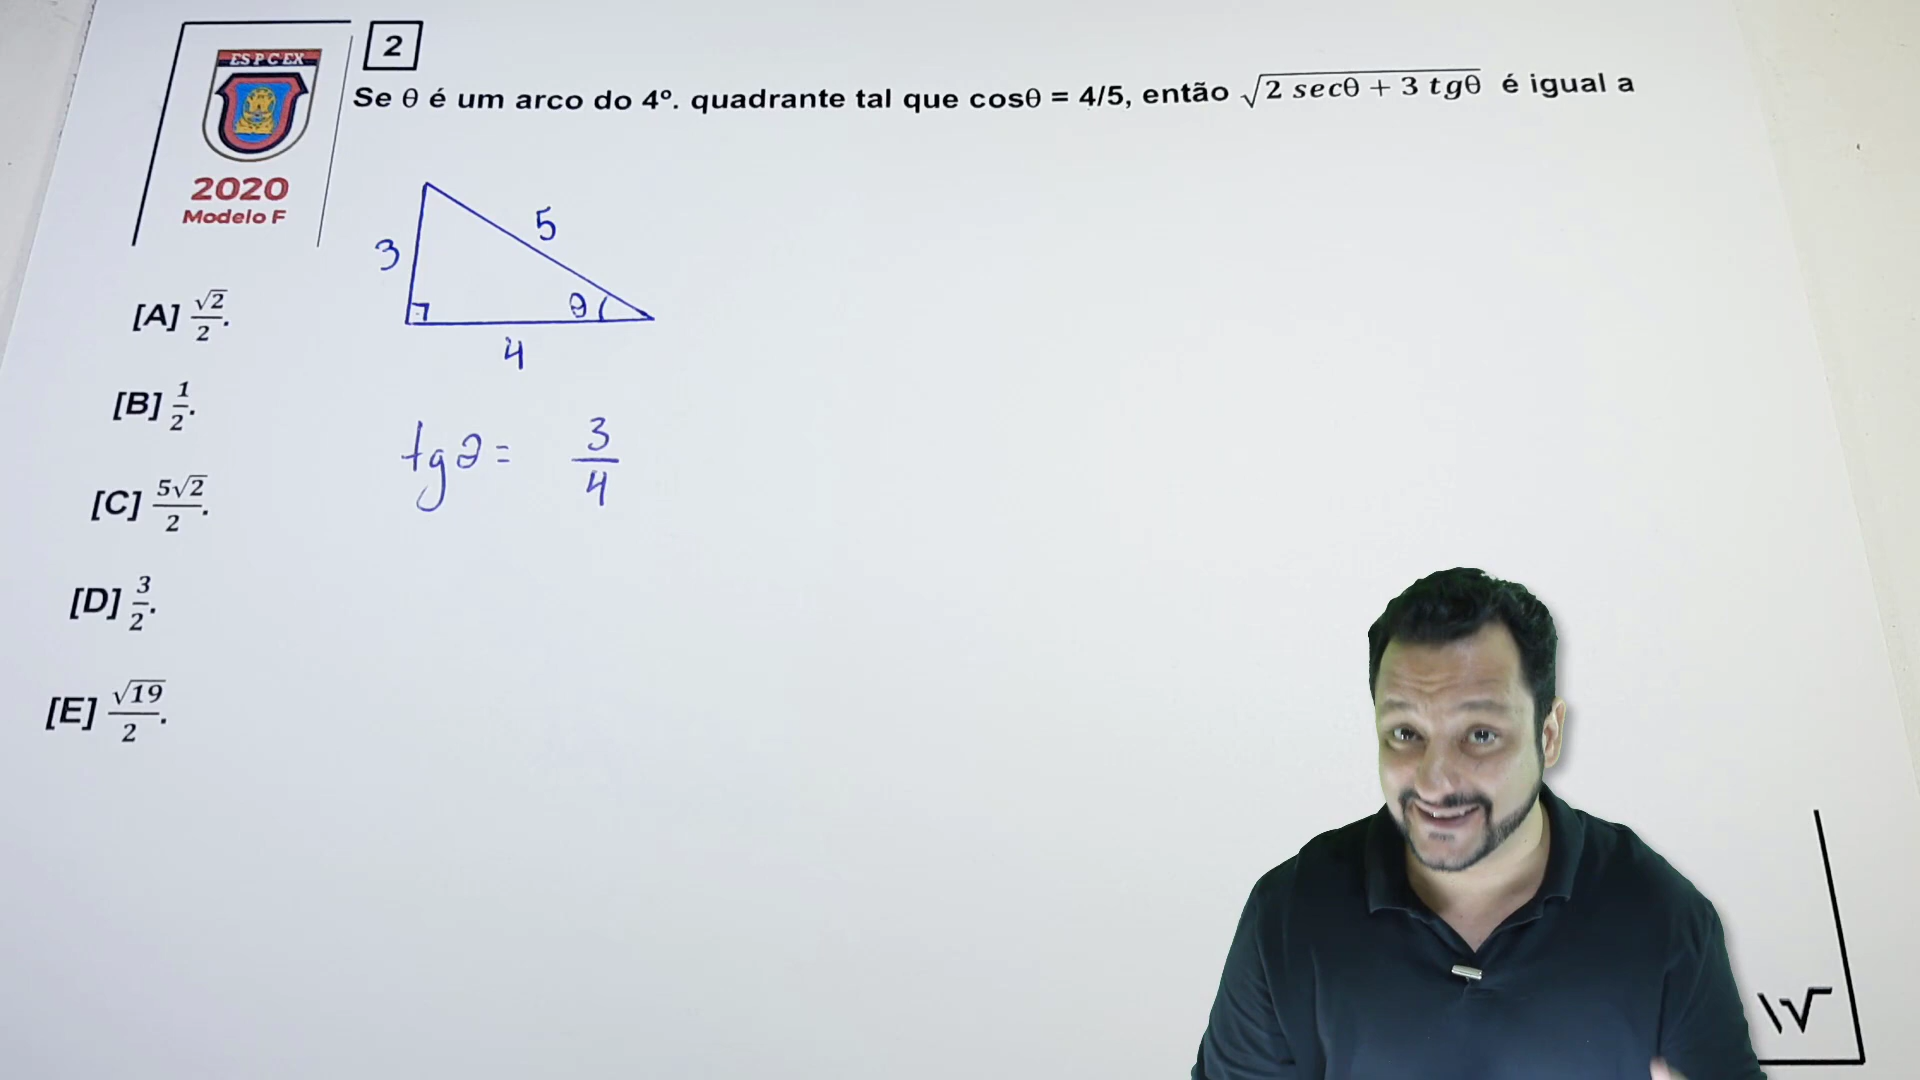 ESPCEX
2020
Modelo F
2
Se θ é um arco do 4º. quadrante tal que cosθ = 4/5, então √2 secθ + 3 tgθ é igual a
[A] √2/2.
[B] 1/2.
[C] 5√2/2.
[D] 3/2.
[E] √19/2.
3
5
θ
4
tgθ = 3/4